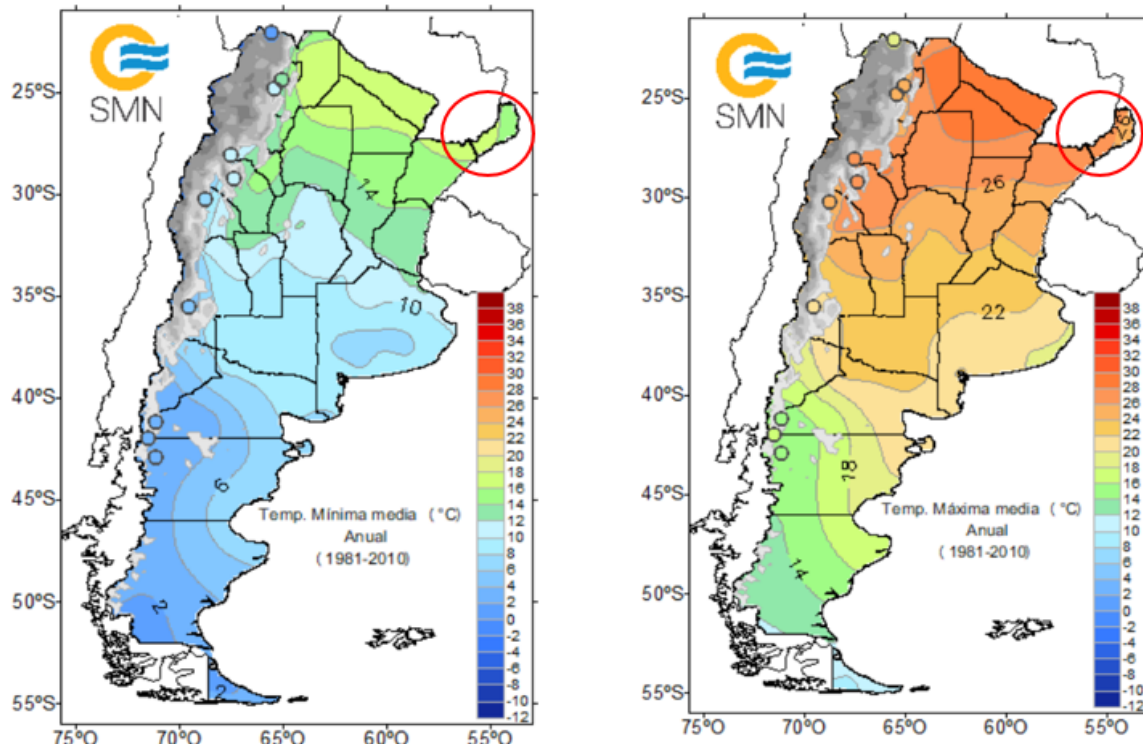 SMN
25ºS
30ºS
35ºS
40ºS
45ºS
50ºS
55ºS
14
10
6
2
2
Temp. Mínima media (°C)
Anual
(1981-2010)
38
36
34
32
30
28
26
24
22
20
18
16
14
12
10
8
6
4
2
0
-2
-4
-6
-8
-10
-12
75ºO 70ºO 65ºO 60ºO 55ºO
SMN
25ºS
30ºS
35ºS
40ºS
45ºS
50ºS
55ºS
26
26
22
18
14
Temp. Máxima media (°C)
Anual
(1981-2010)
38
36
34
32
30
28
26
24
22
20
18
16
14
12
10
8
6
4
2
0
-2
-4
-6
-8
-10
-12
75ºO 70ºO 65ºO 60ºO 55ºO